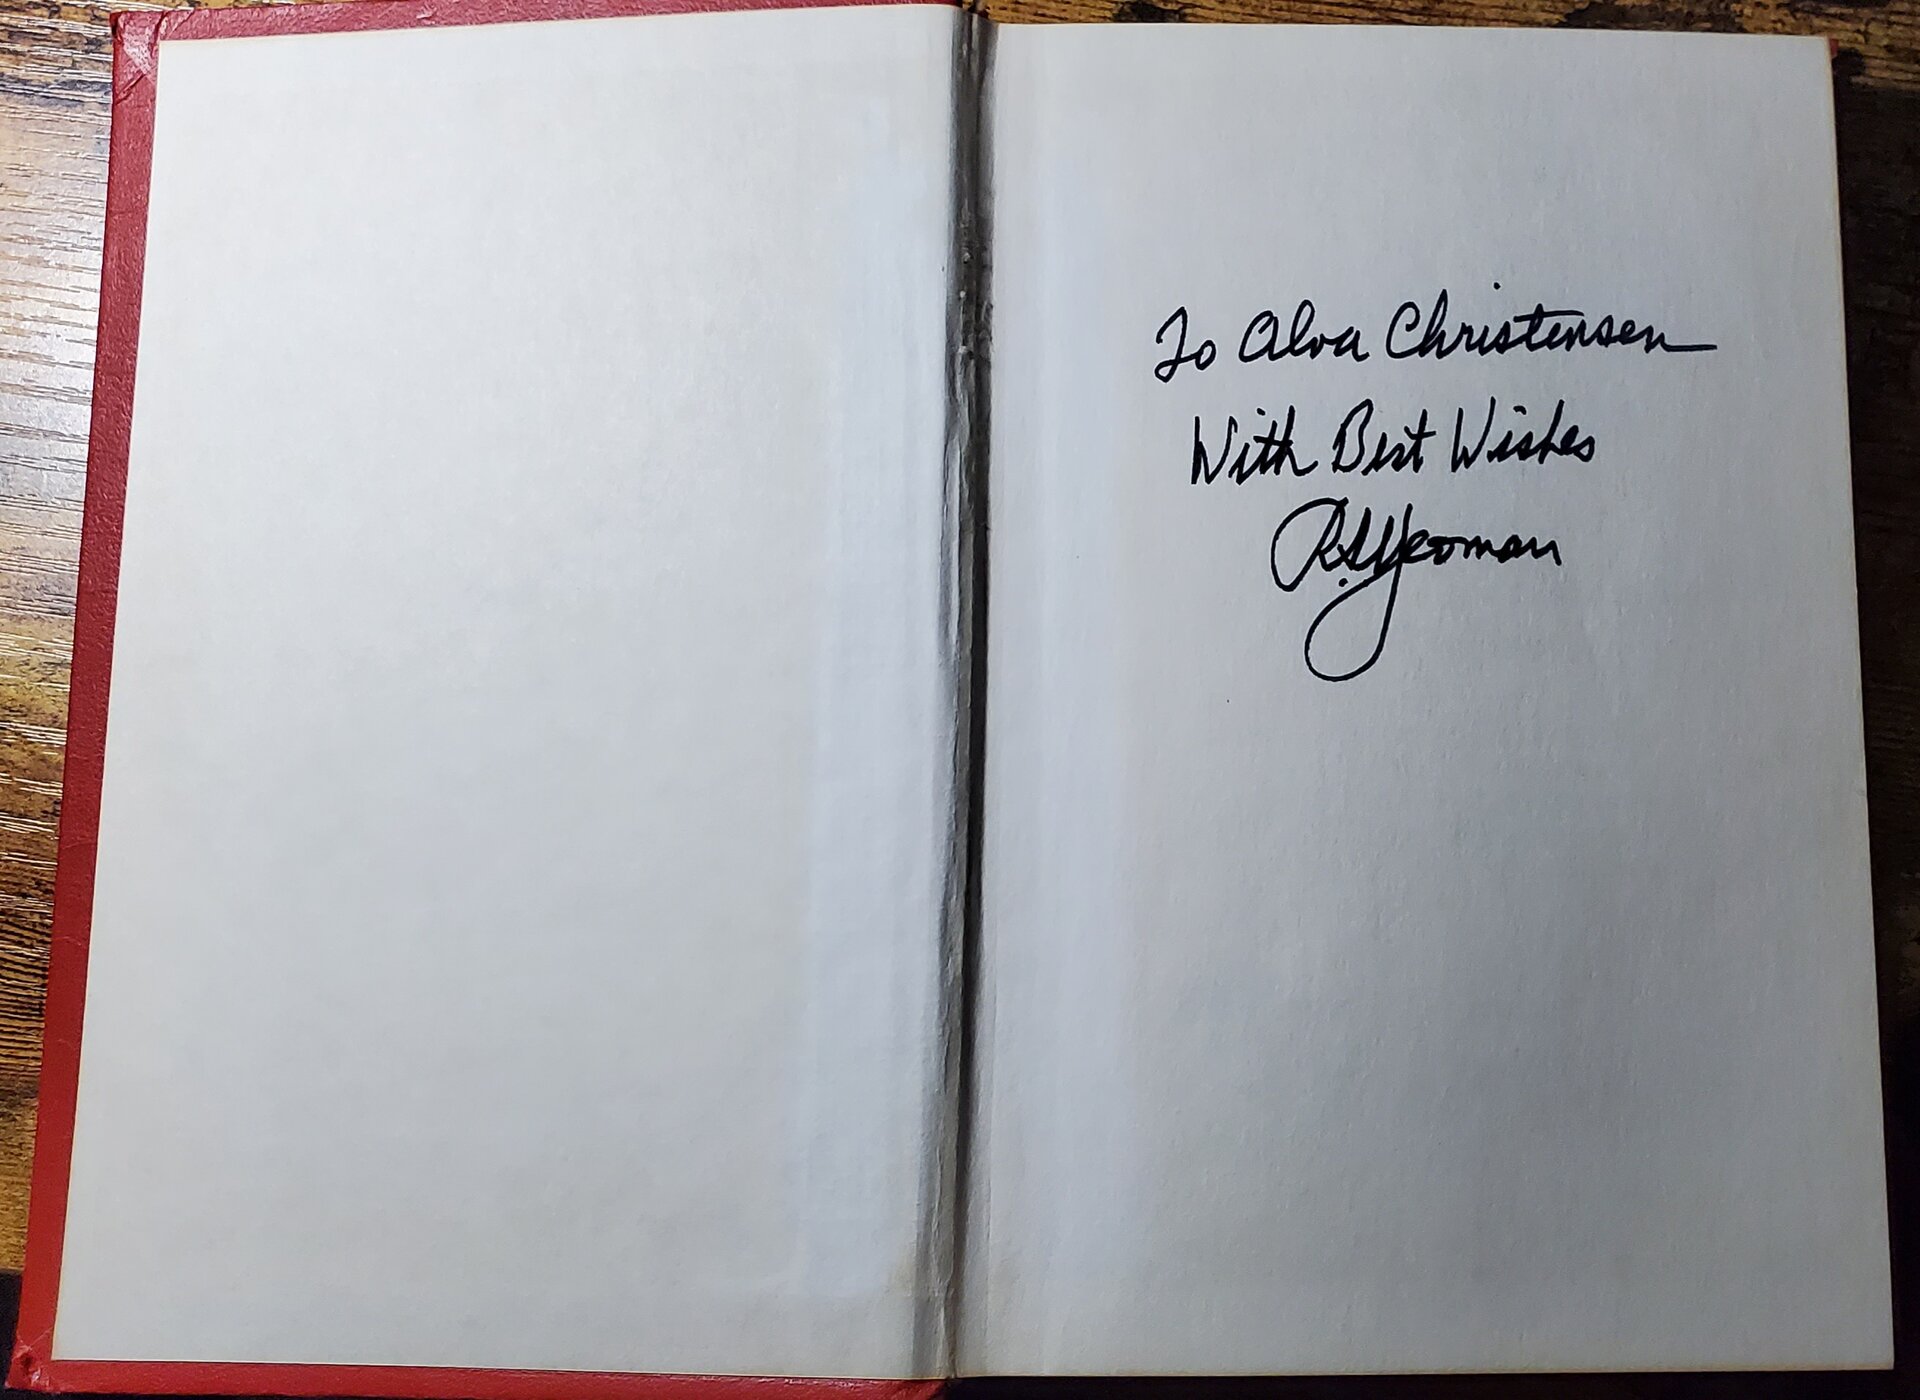 To Alva Christensen
With Best Wishes
R.S. Yeoman